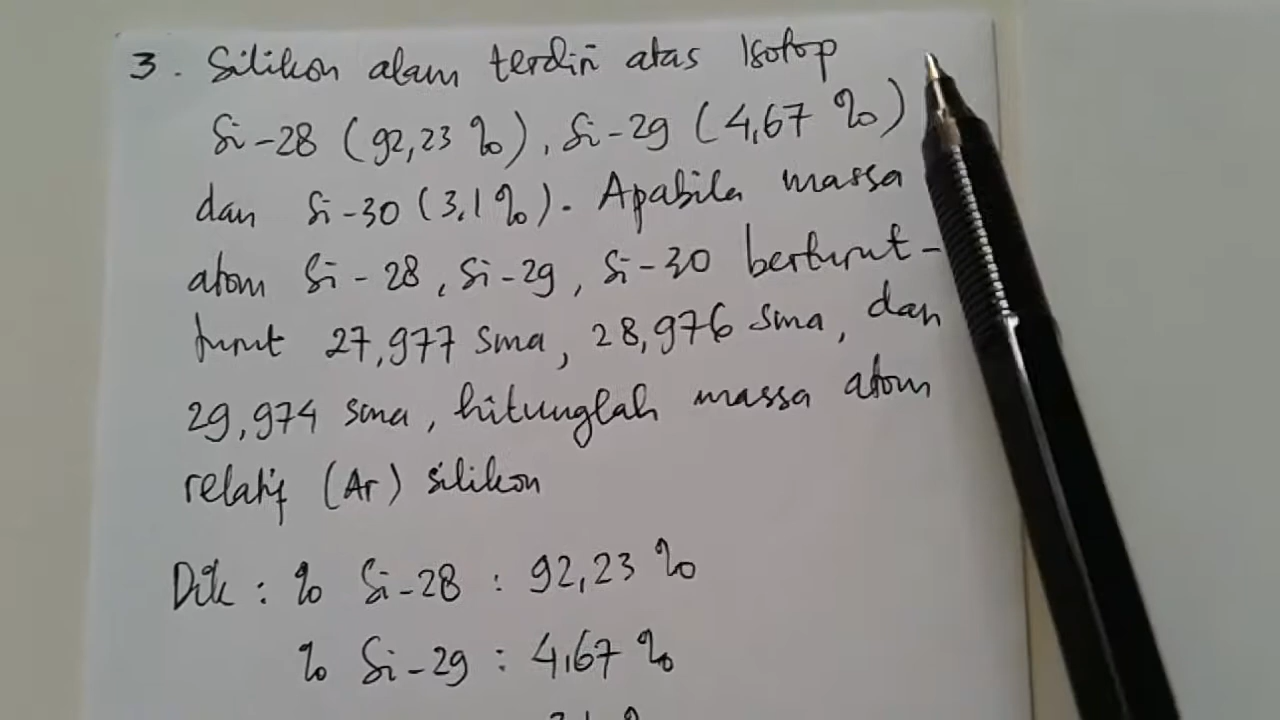 3. Silikon alam terdiri atas Isotop
Si-28 (92,23 %), Si-29 (4,67 %)
dan Si-30 (3,1 %). Apabila massa
atom Si-28, Si-29, Si-30 berturut-
turut 27,977 sma, 28,976 sma, dan
29,974 sma, hitunglah massa atom
relatif (Ar) silikon
Dik : % Si-28 : 92,23 %
% Si-29 : 4,67 %